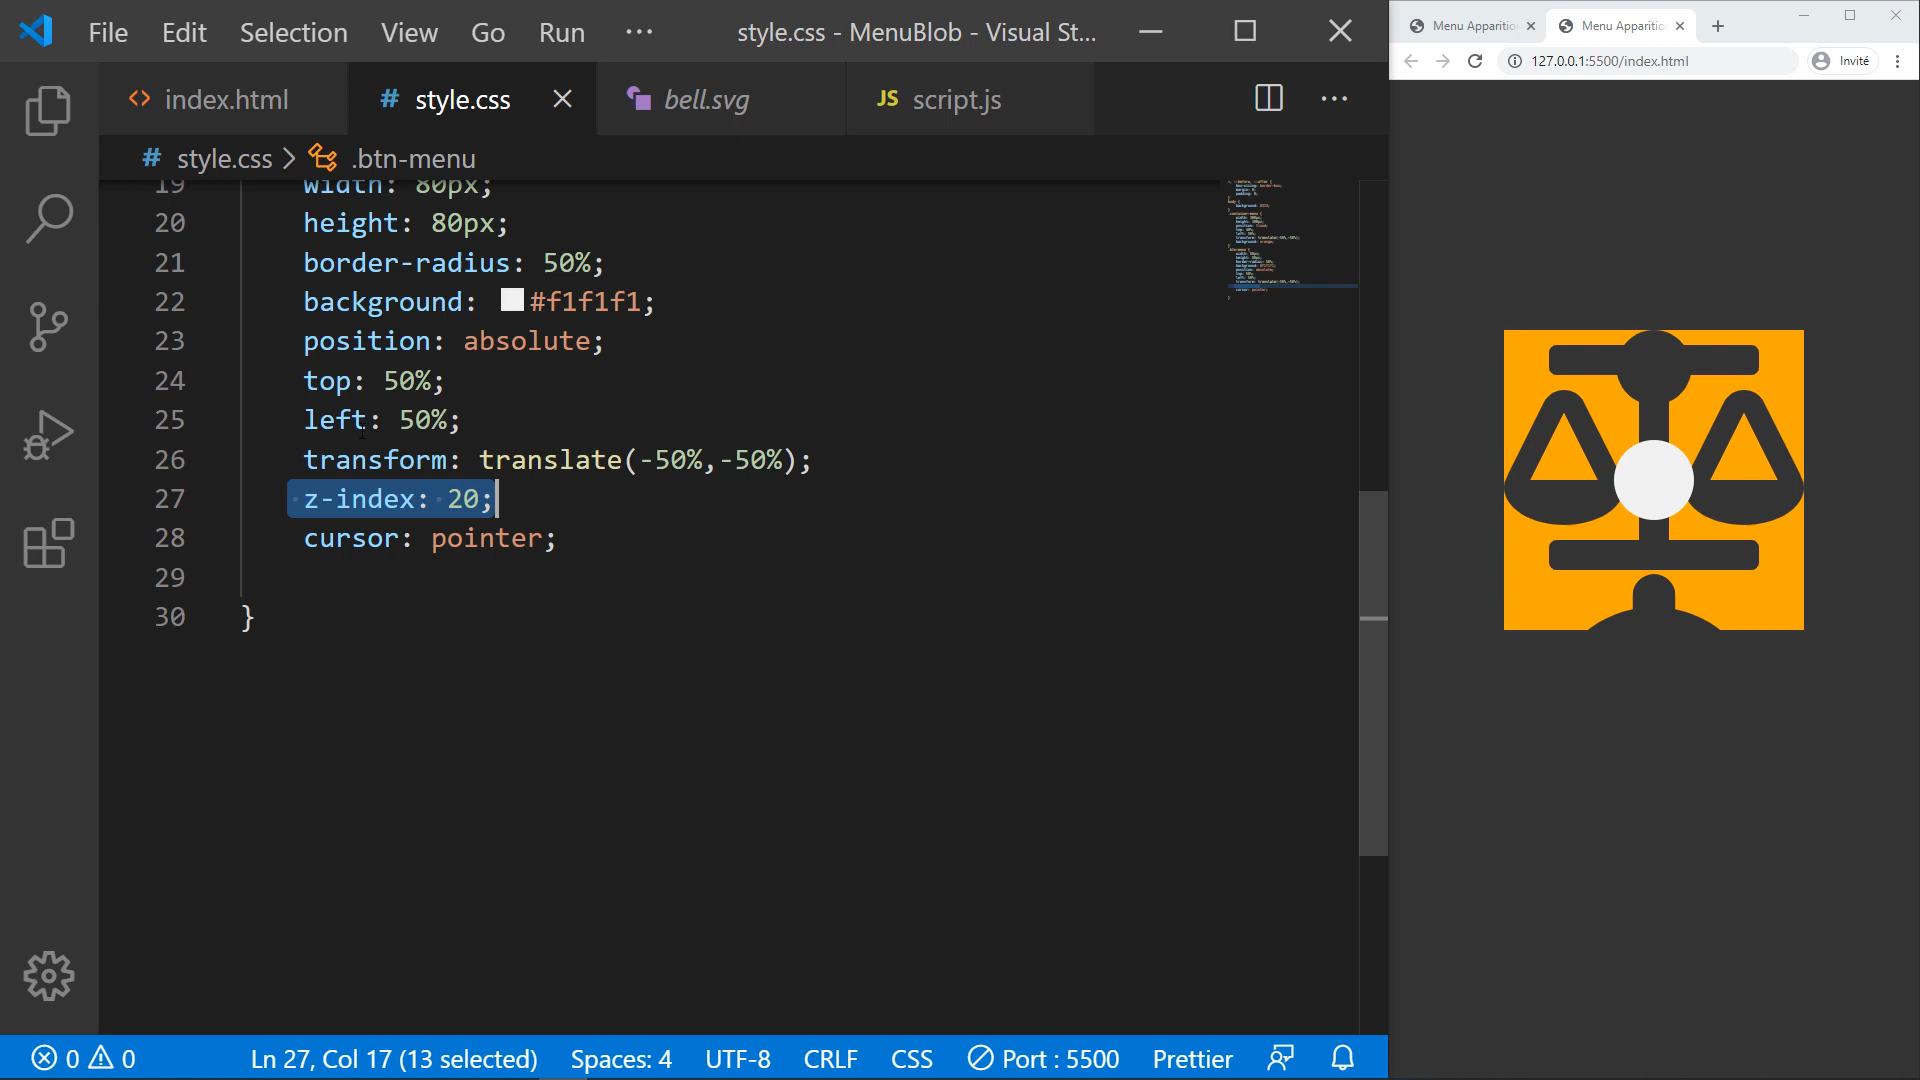 File Edit Selection View Go Run ··· style.css - MenuBlob - Visual St...
index.html style.css bell.svg JS script.js
# style.css > .btn-menu
19 width: 80px;
20 height: 80px;
21 border-radius: 50%;
22 background: #f1f1f1;
23 position: absolute;
24 top: 50%;
25 left: 50%;
26 transform: translate(-50%,-50%);
27 z-index: 20;
28 cursor: pointer;
29
30 }
0 0 Ln 27, Col 17 (13 selected) Spaces: 4 UTF-8 CRLF CSS Port : 5500 Prettier
Menu Apparitio Menu Apparitio
127.0.0.1:5500/index.html Invité